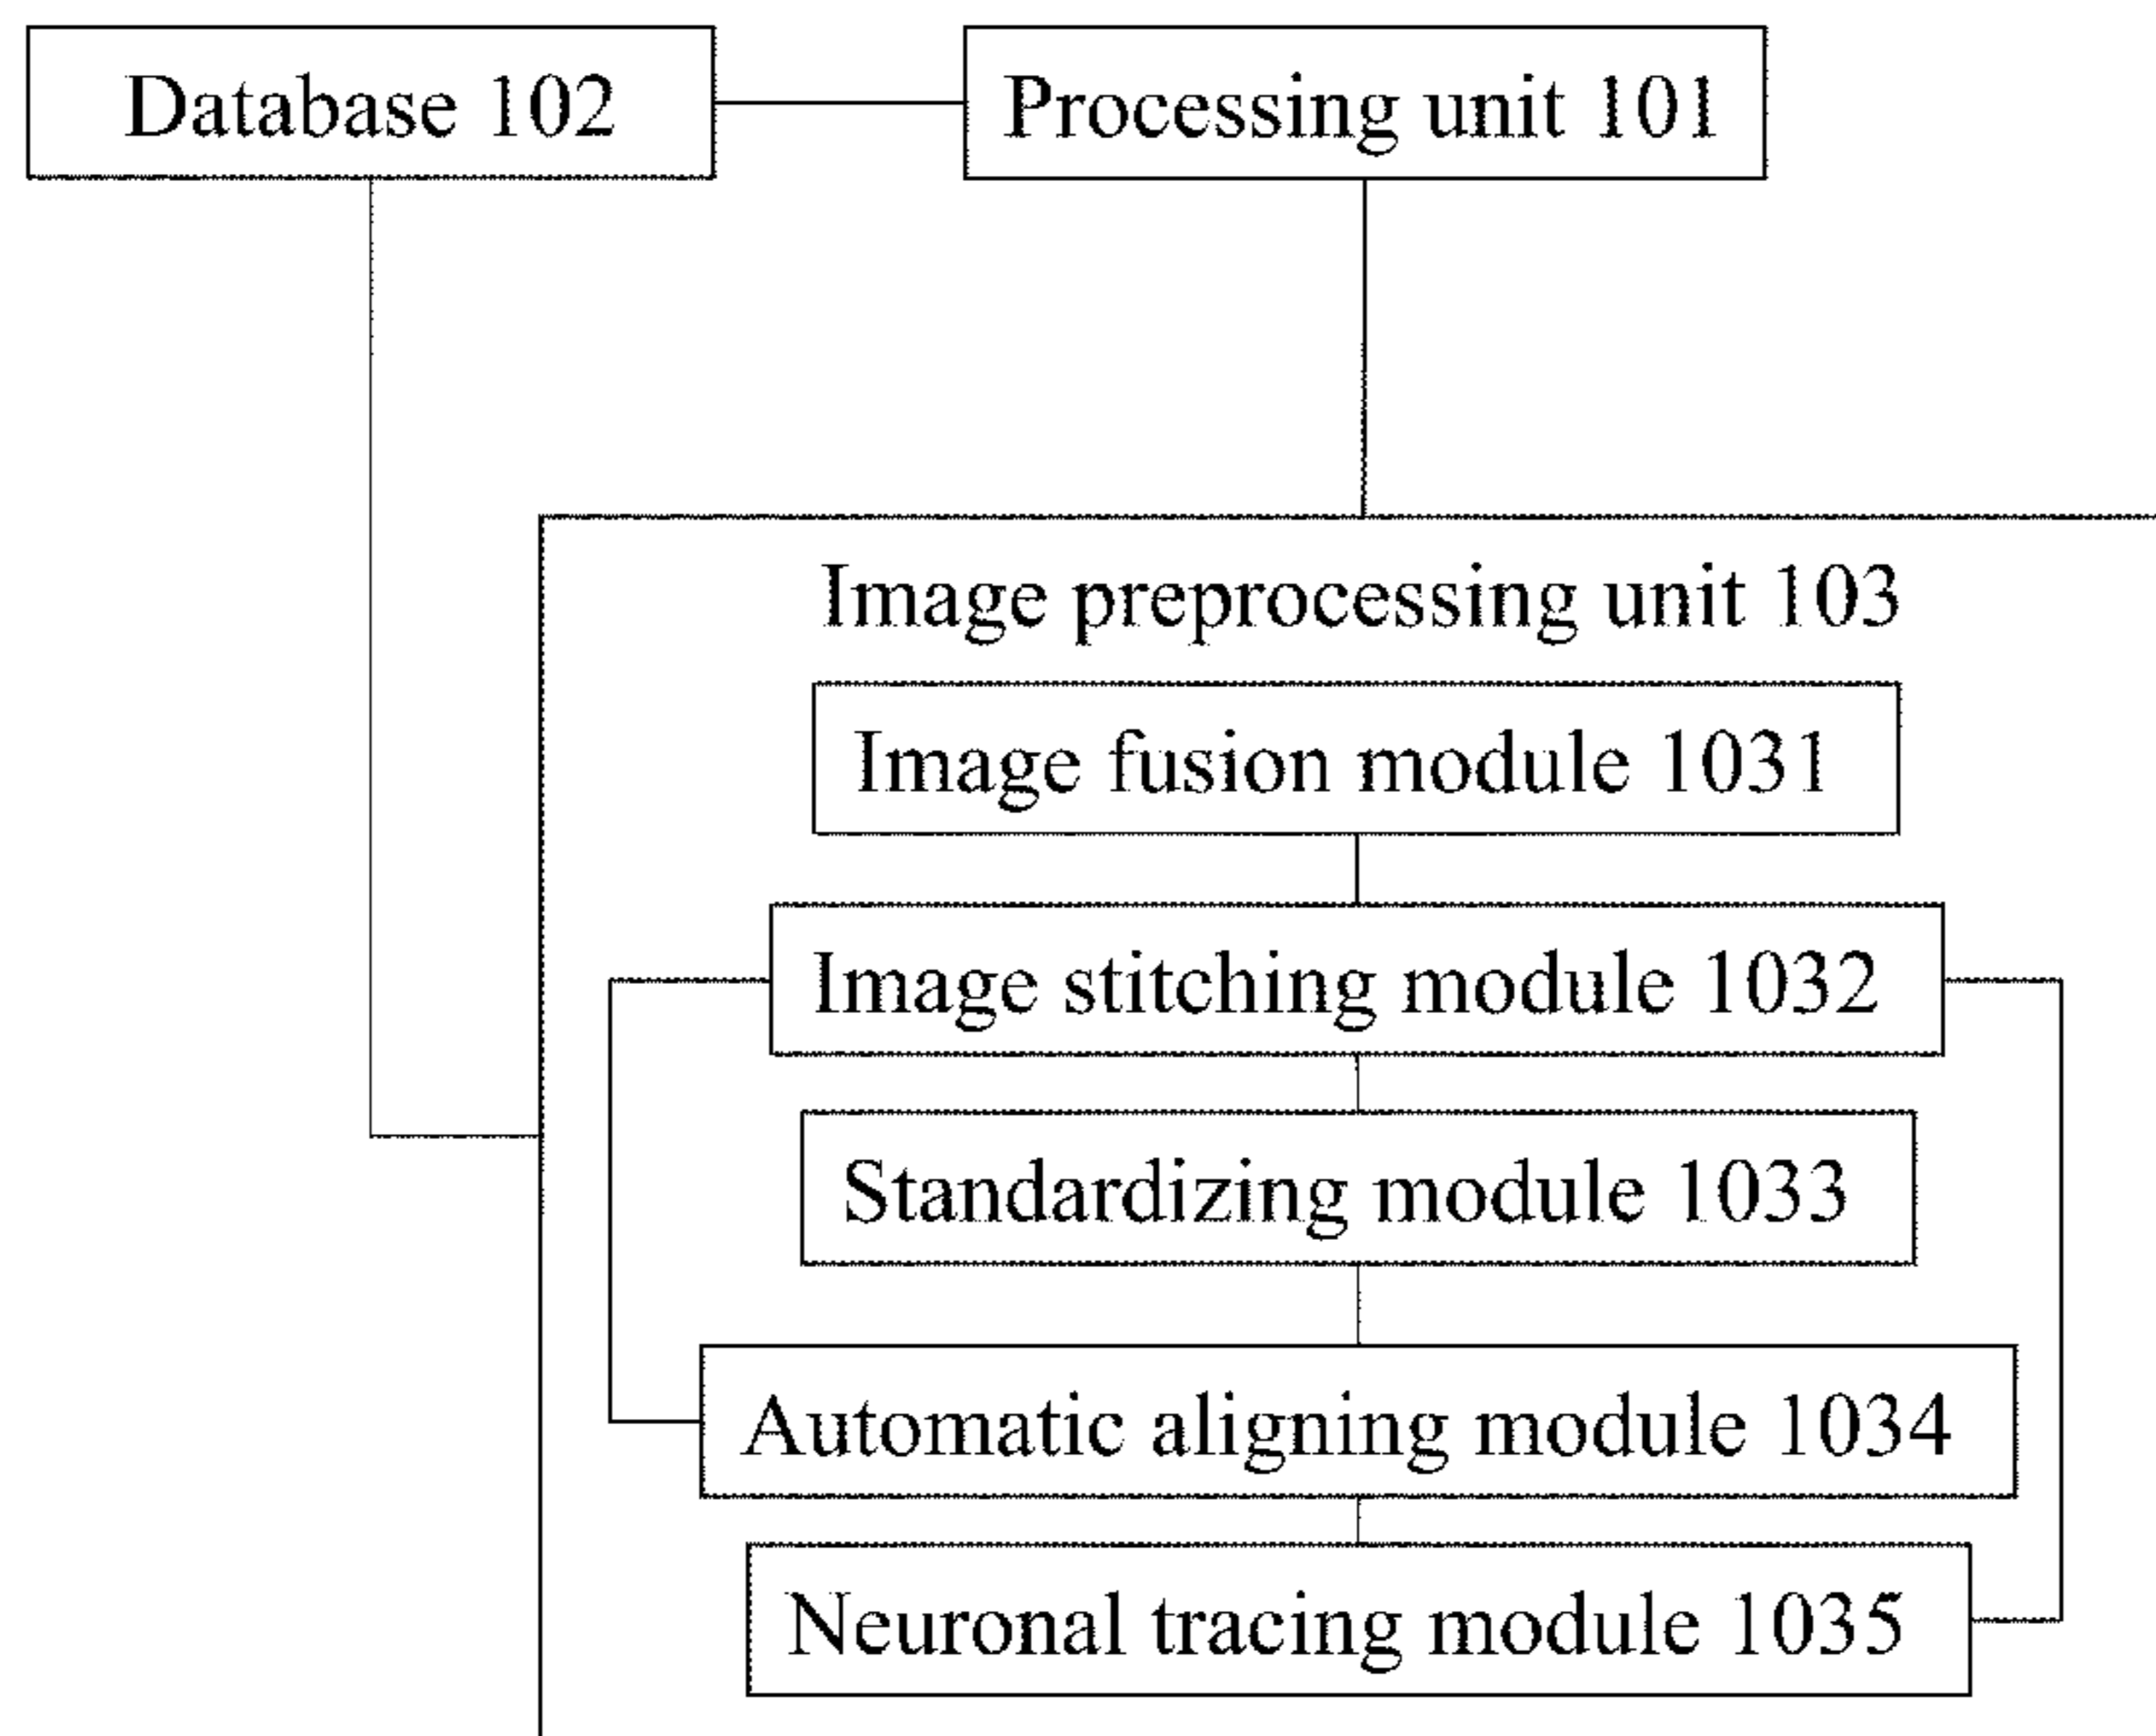 Database 102
Processing unit 101
Image preprocessing unit 103
Image fusion module 1031
Image stitching module 1032
Standardizing module 1033
Automatic aligning module 1034
Neuronal tracing module 1035